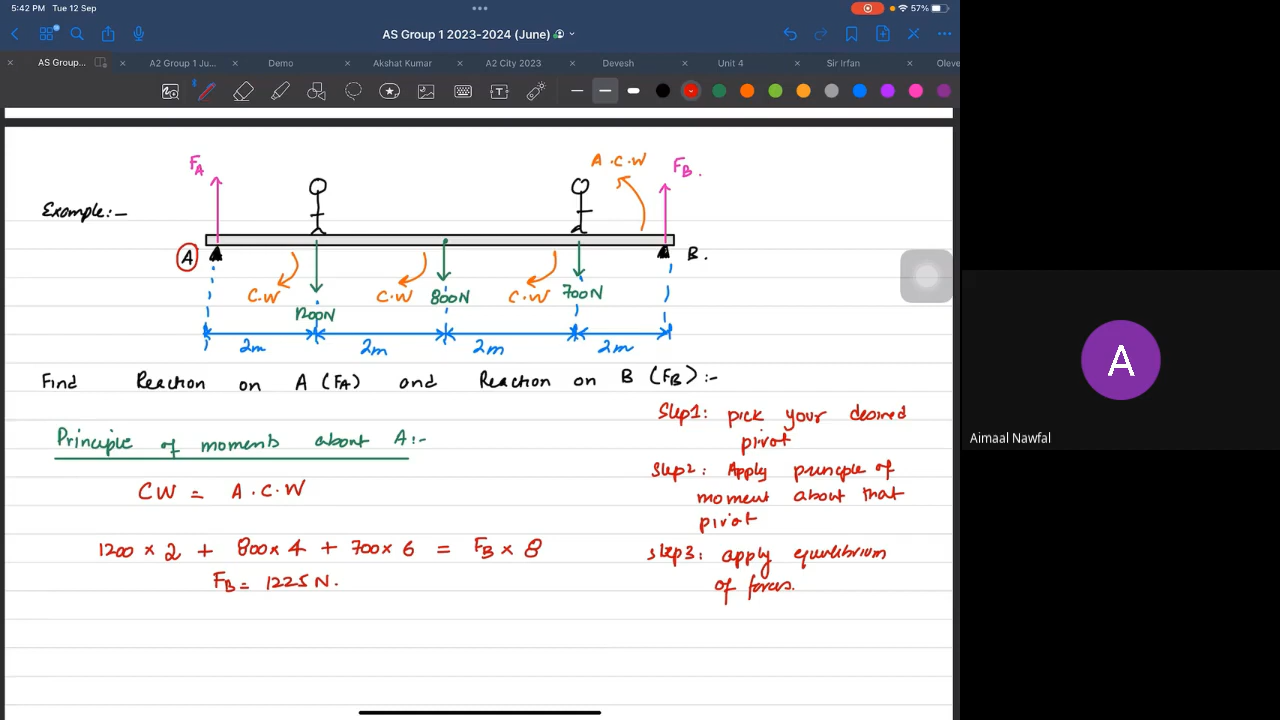 5:42 PM Tue 12 Sep
57%
AS Group 1 2023-2024 (June)
AS Group...
A2 Group 1 Ju...
Demo
Akshat Kumar
A2 City 2023
Devesh
Unit 4
Sir Irfan
Oleve
Example:-
FA
A.C.W
FB.
A
B.
C.W
C.W
C.W
1200N
800N
700N
2m
2m
2m
2m
Find Reaction on A (FA) and Reaction on B (FB):-
Principle of moments about A:-
CW = A.C.W
1200 × 2 + 800×4 + 700×6 = FB × 8
FB = 1225 N.
Step1: pick your desired
pivot
Step2: Apply principle of
moment about that
pivot
step3: apply equilibrium
of forces.
A
Aimaal Nawfal